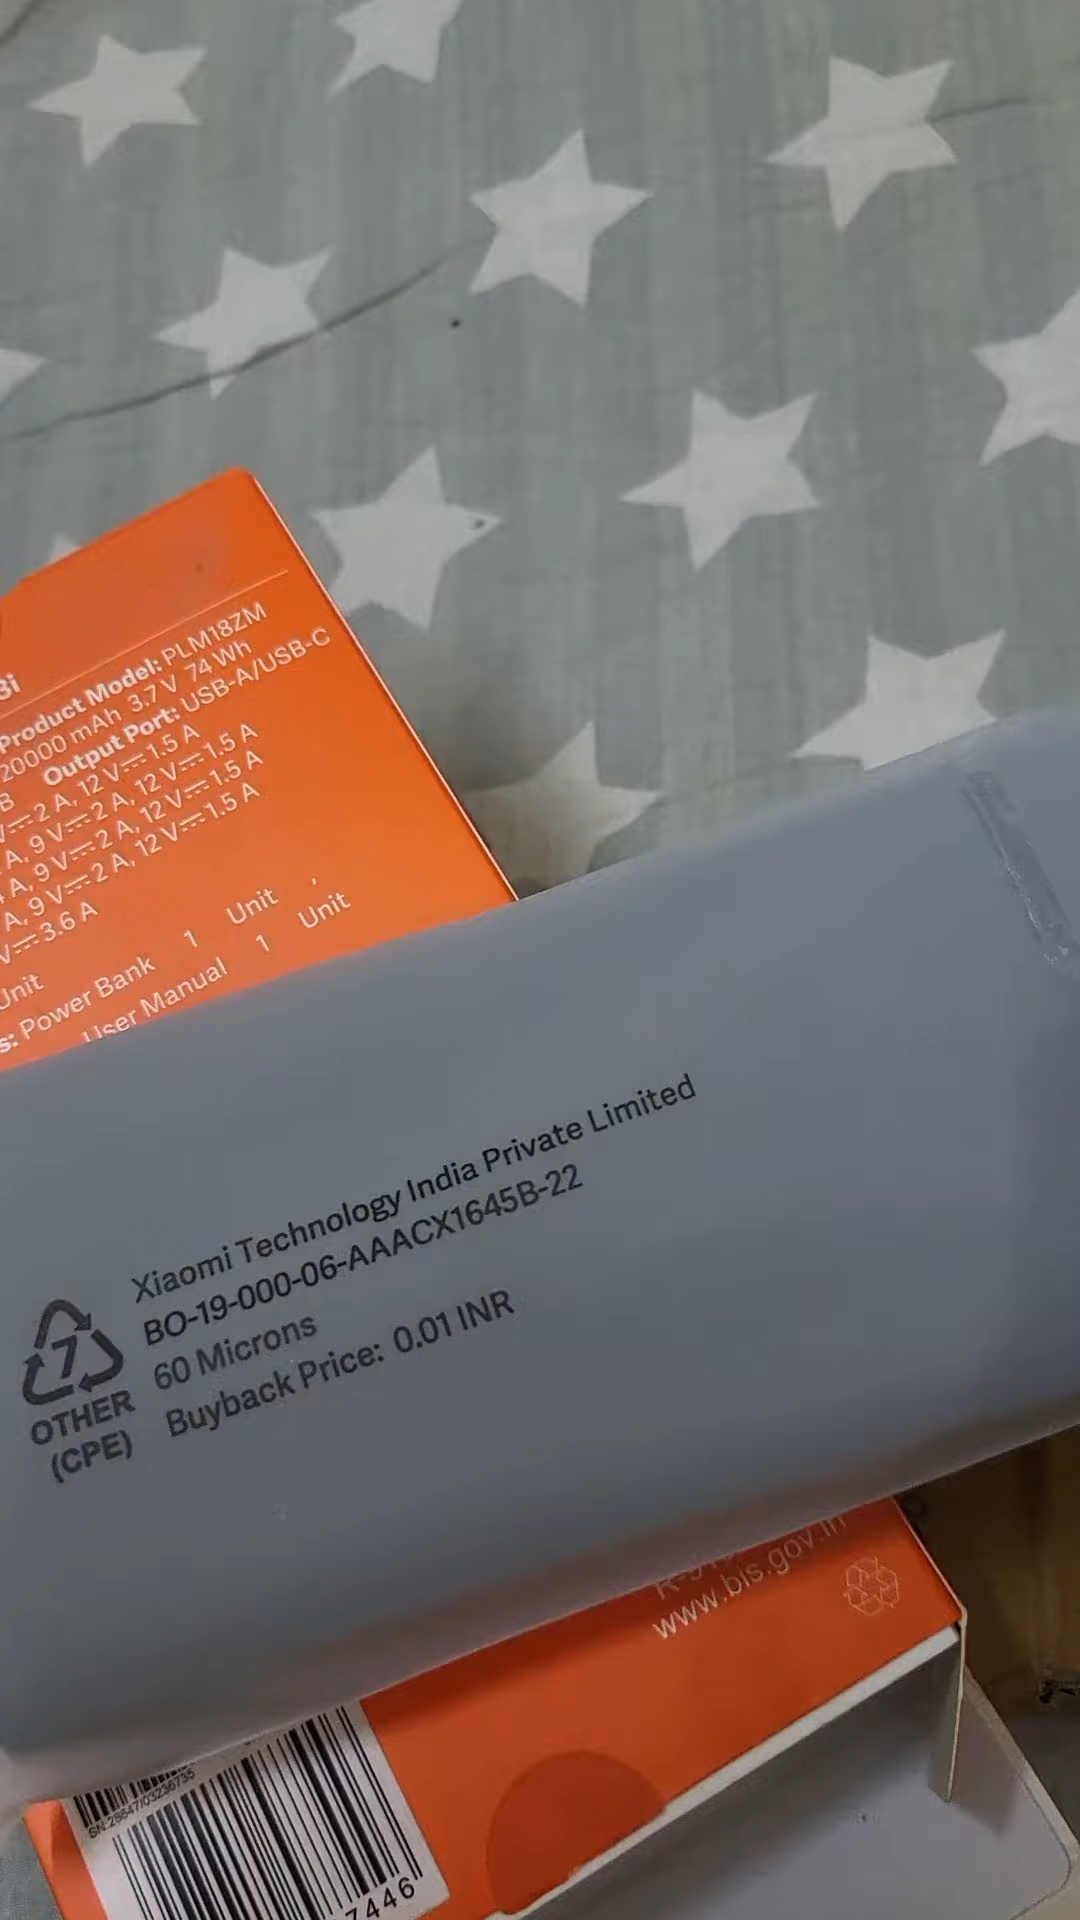 3i
Product Model: PLM18ZM
20000 mAh 3.7 V 74 Wh
B Output Port: USB-A/USB-C
V⎓2 A, 12 V⎓1.5 A
A, 9 V⎓2 A, 12 V⎓1.5 A
A, 9 V⎓2 A, 12 V⎓1.5 A
A, 9 V⎓2 A, 12 V⎓1.5 A
V⎓3.6 A
Unit
s: Power Bank 1 Unit ,
User Manual 1 Unit
Xiaomi Technology India Private Limited
BO-19-000-06-AAACX1645B-22
60 Microns
Buyback Price: 0.01 INR
7
OTHER
(CPE)
www.bis.gov.in
7446